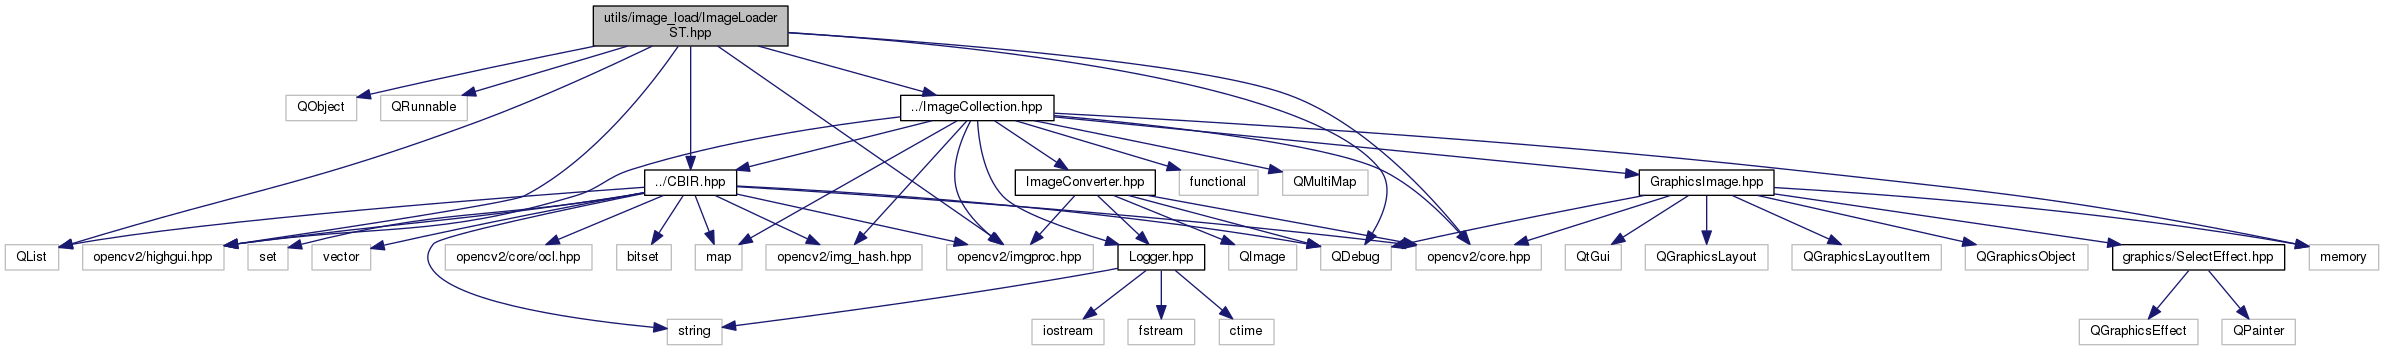 utils/image_load/ImageLoader
ST.hpp
QObject
QRunnable
../ImageCollection.hpp
../CBIR.hpp
ImageConverter.hpp
functional
QMultiMap
GraphicsImage.hpp
QList
opencv2/highgui.hpp
set
vector
opencv2/core/ocl.hpp
bitset
map
opencv2/img_hash.hpp
opencv2/imgproc.hpp
Logger.hpp
QImage
QDebug
opencv2/core.hpp
QtGui
QGraphicsLayout
QGraphicsLayoutItem
QGraphicsObject
graphics/SelectEffect.hpp
memory
string
iostream
fstream
ctime
QGraphicsEffect
QPainter